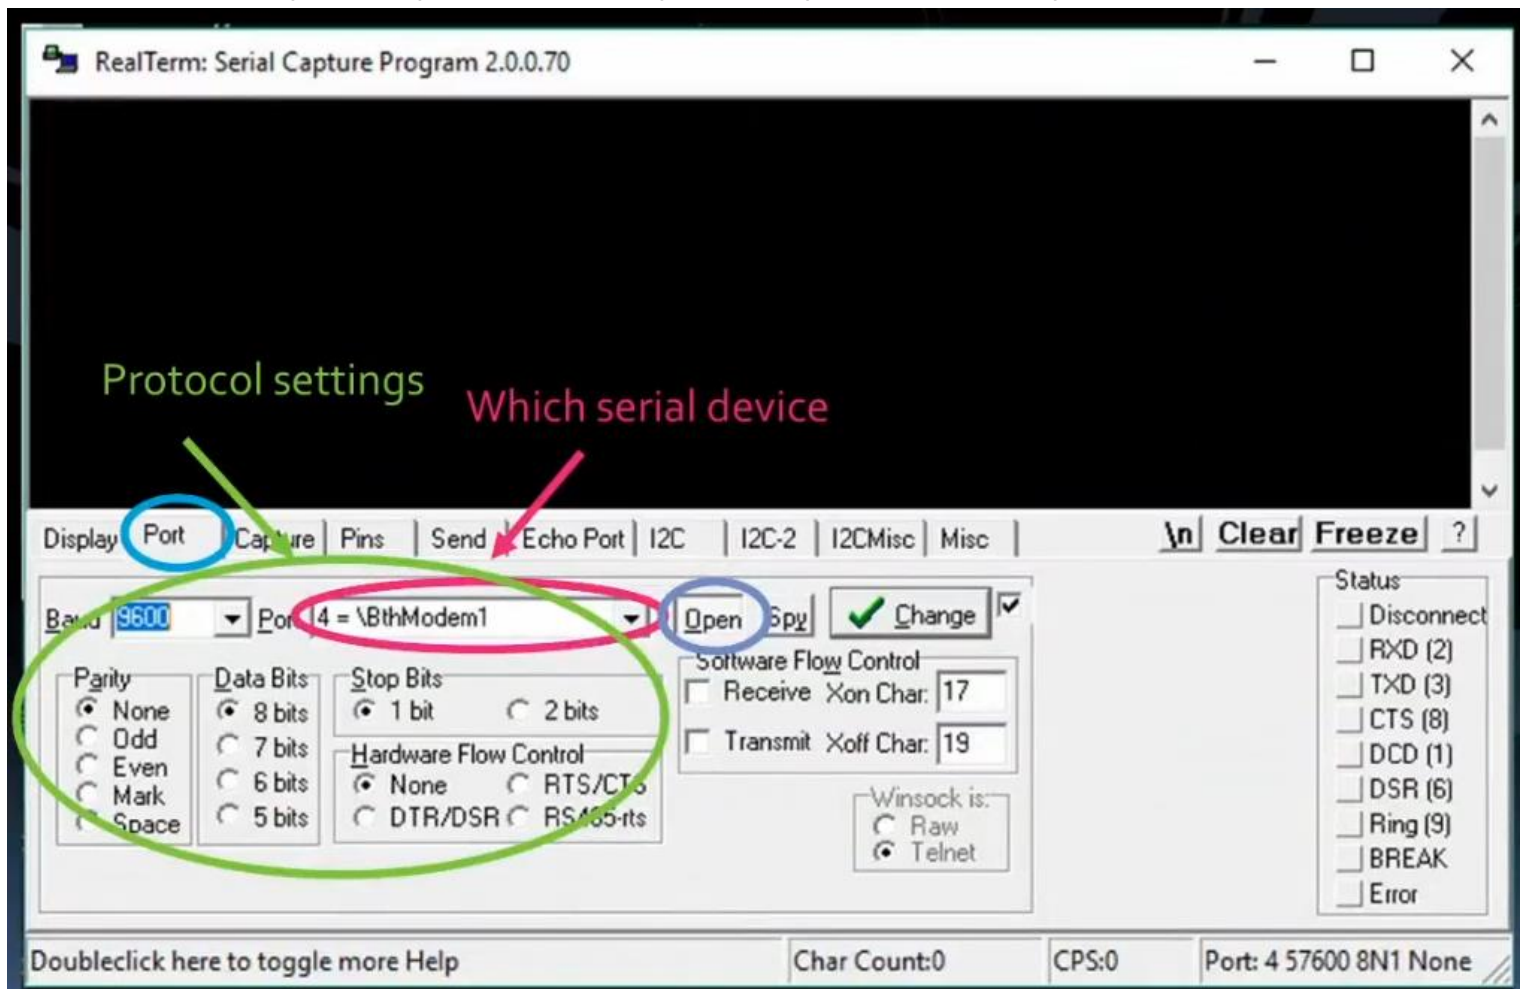 RealTerm: Serial Capture Program 2.0.0.70
Protocol settings
Which serial device
Display Port Capture Pins Send Echo Port I2C I2C-2 I2CMisc Misc \n Clear Freeze ?
Baud 9600 Port 4 = \BthModem1 Open Spy Change
Parity
None
Odd
Even
Mark
Space
Data Bits
8 bits
7 bits
6 bits
5 bits
Stop Bits
1 bit 2 bits
Hardware Flow Control
None RTS/CTS
DTR/DSR RS485-rts
Software Flow Control
Receive Xon Char: 17
Transmit Xoff Char: 19
Winsock is:
Raw
Telnet
Status
Disconnect
RXD (2)
TXD (3)
CTS (8)
DCD (1)
DSR (6)
Ring (9)
BREAK
Error
Doubleclick here to toggle more Help Char Count:0 CPS:0 Port: 4 57600 8N1 None